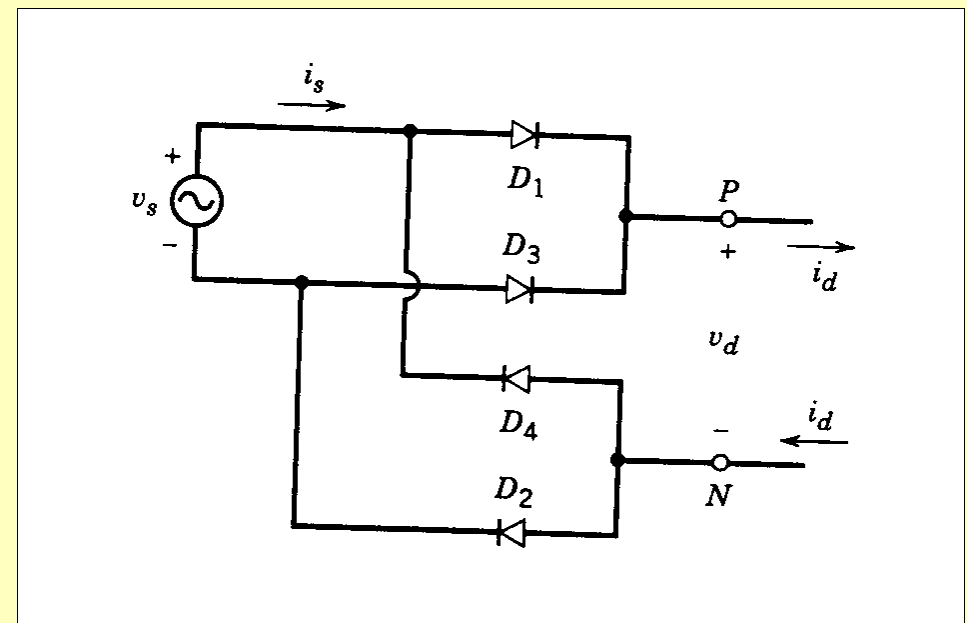 i_s
+
v_s
-
D_1
D_3
P
+
i_d
v_d
D_4
i_d
-
D_2
N